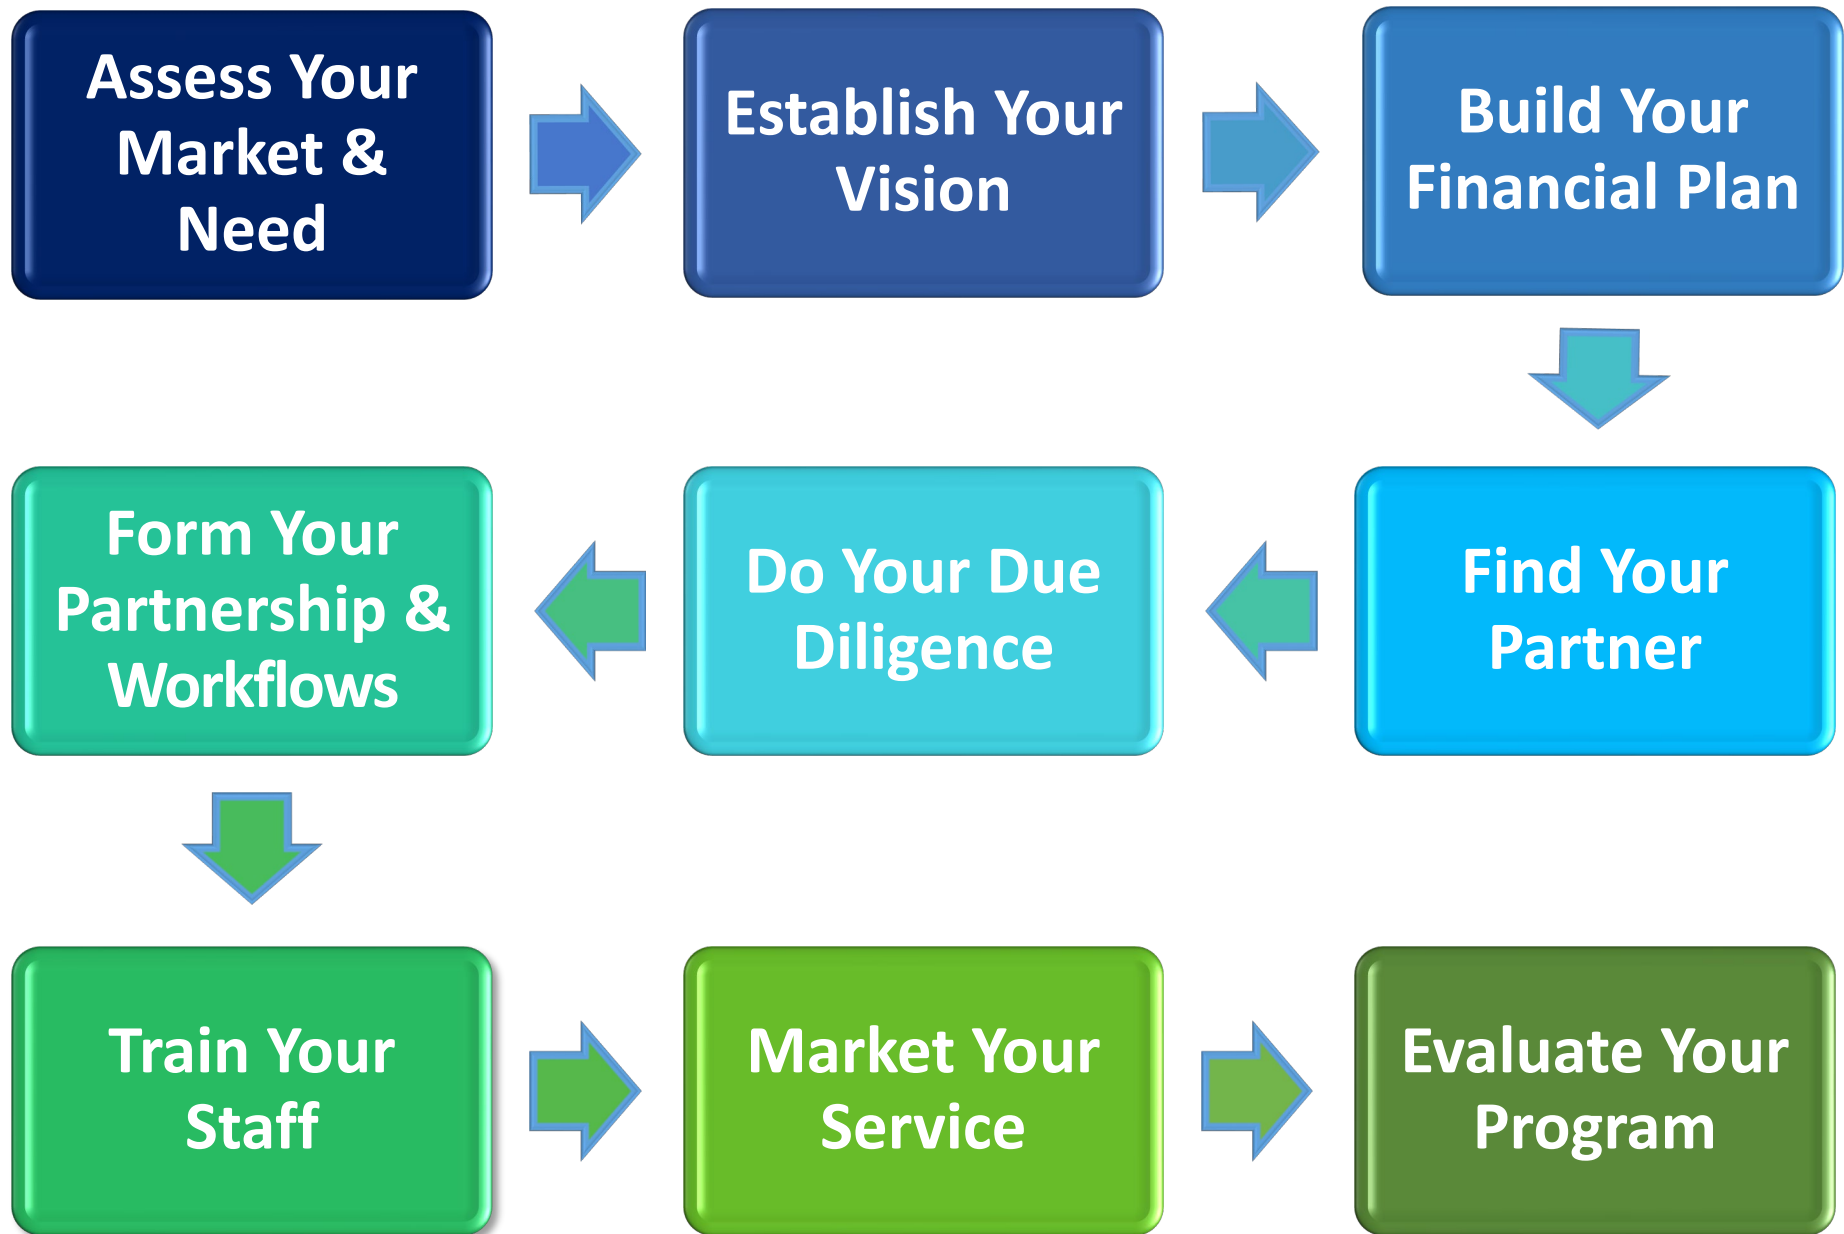 Assess Your
Market &
Need
Establish Your
Vision
Build Your
Financial Plan
Find Your
Partner
Do Your Due
Diligence
Form Your
Partnership &
Workflows
Train Your
Staff
Market Your
Service
Evaluate Your
Program